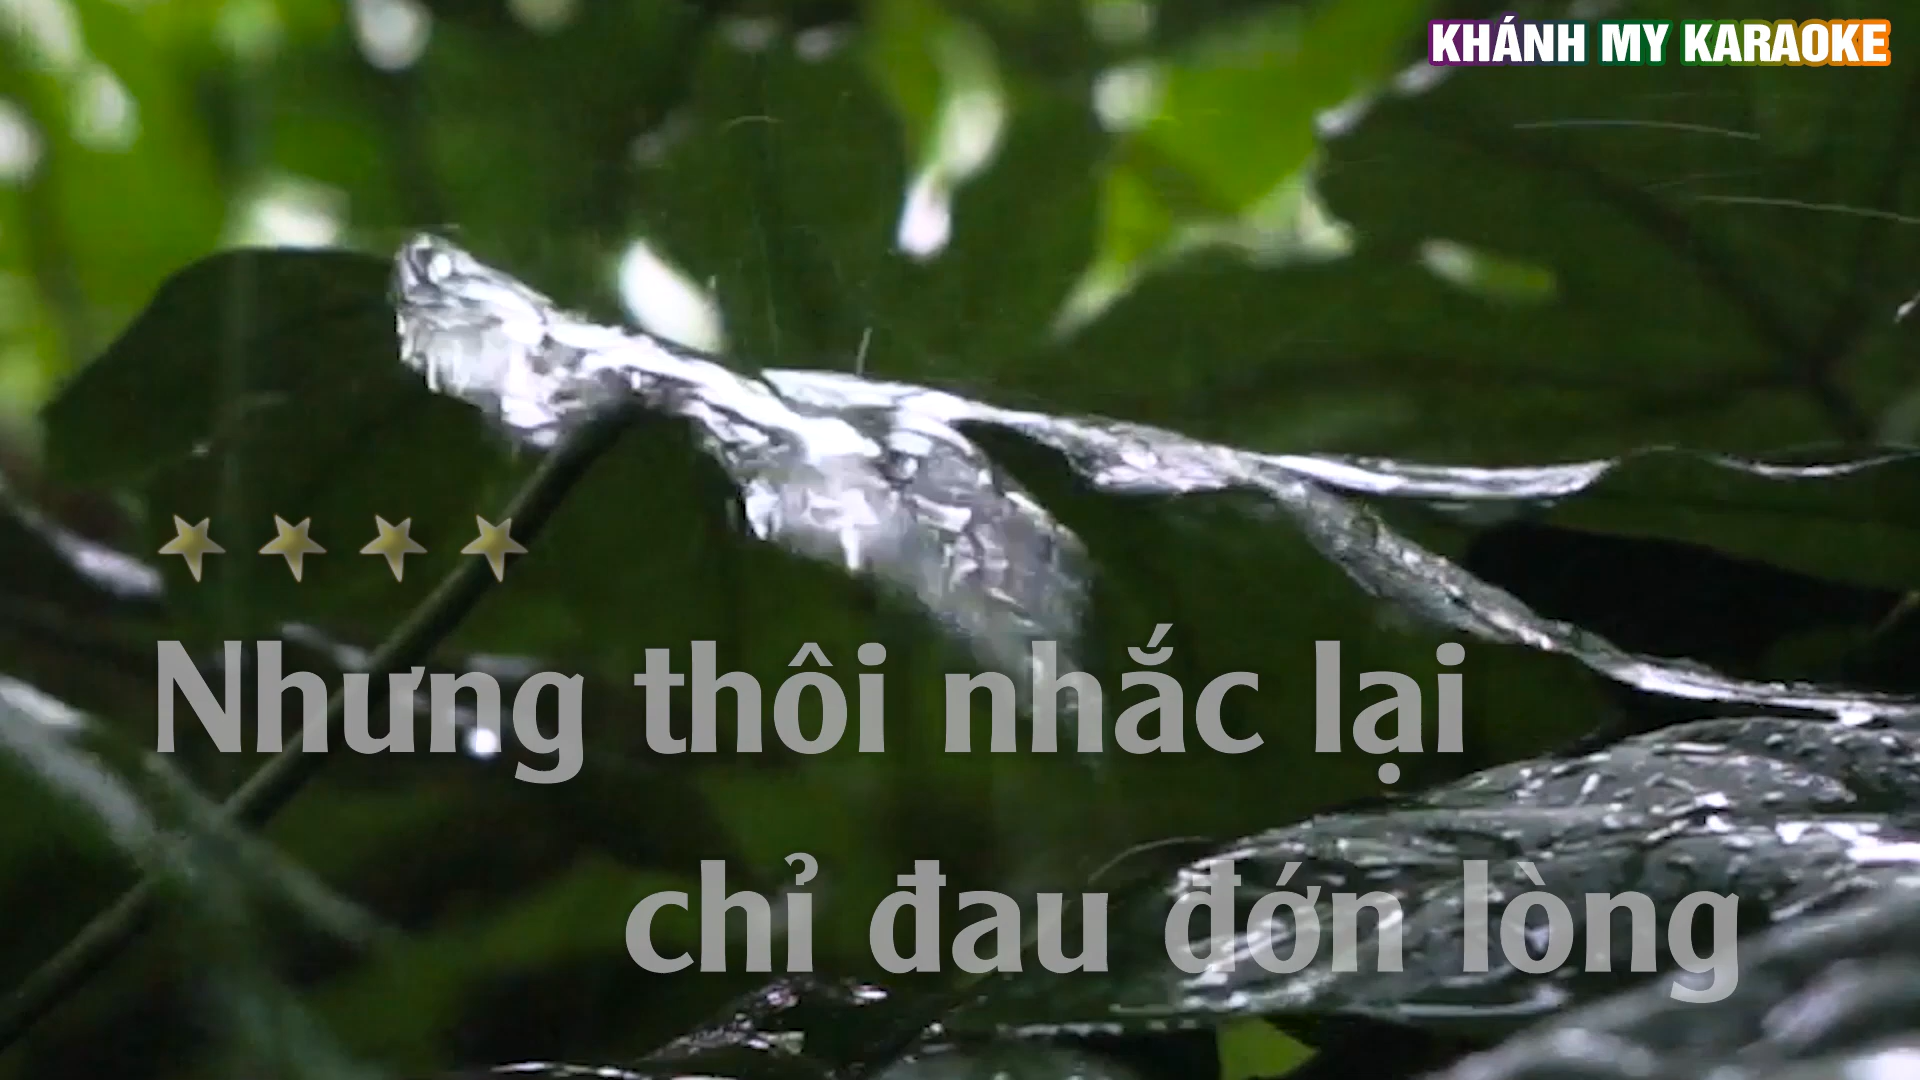 KHÁNH MY KARAOKE
Nhưng thôi nhắc lại
chỉ đau đớn lòng